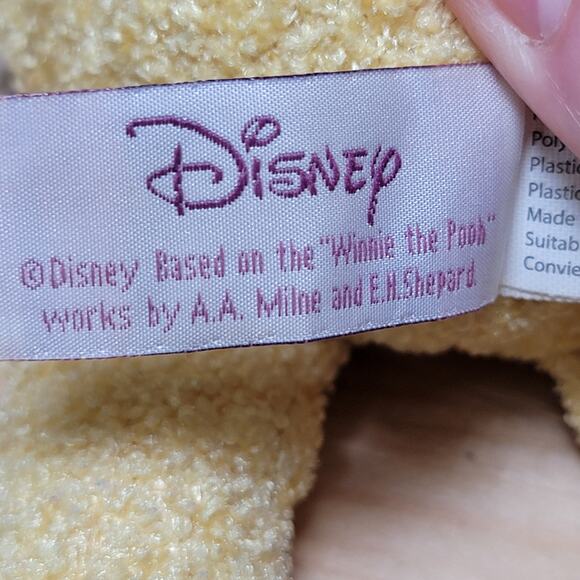 Disney
©Disney Based on the "Winnie the Pooh"
works by A.A. Milne and E.H.Shepard
Poly
Plastic
Plastic
Made
Suitab
Convie